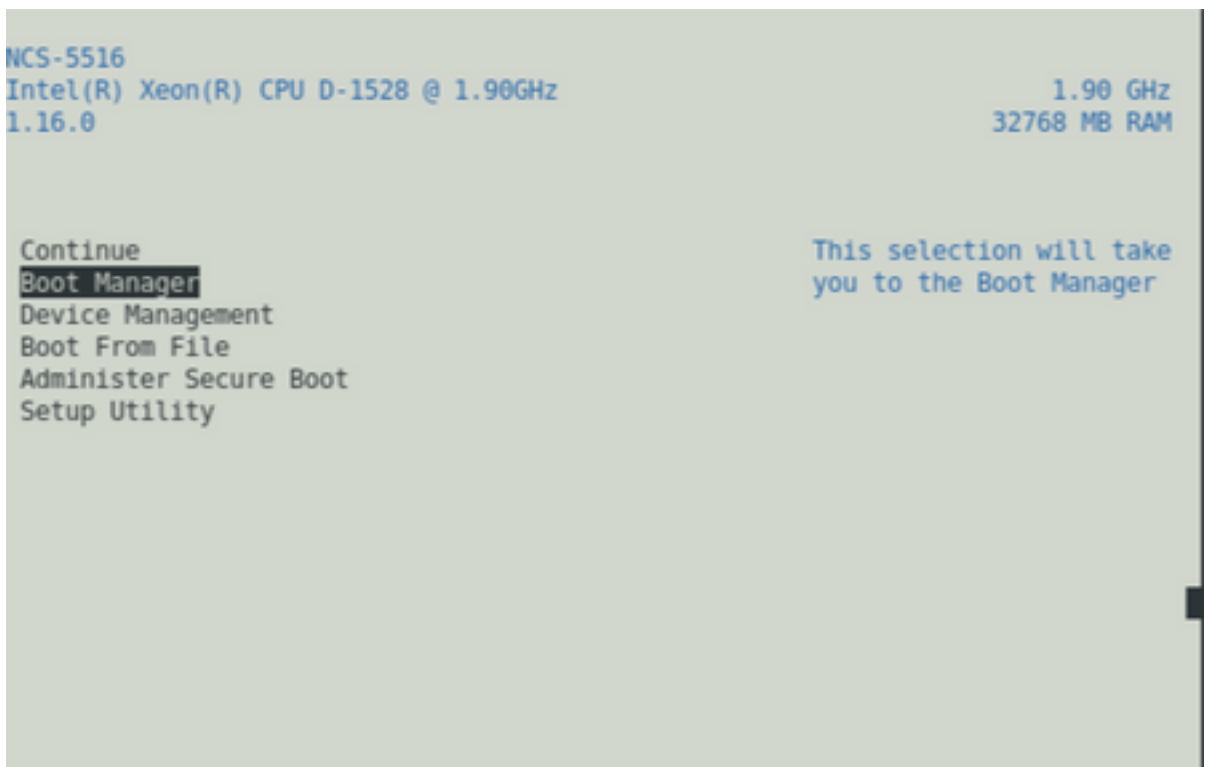 NCS-5516
Intel(R) Xeon(R) CPU D-1528 @ 1.90GHz 1.90 GHz
1.16.0 32768 MB RAM
Continue This selection will take
Boot Manager you to the Boot Manager
Device Management
Boot From File
Administer Secure Boot
Setup Utility